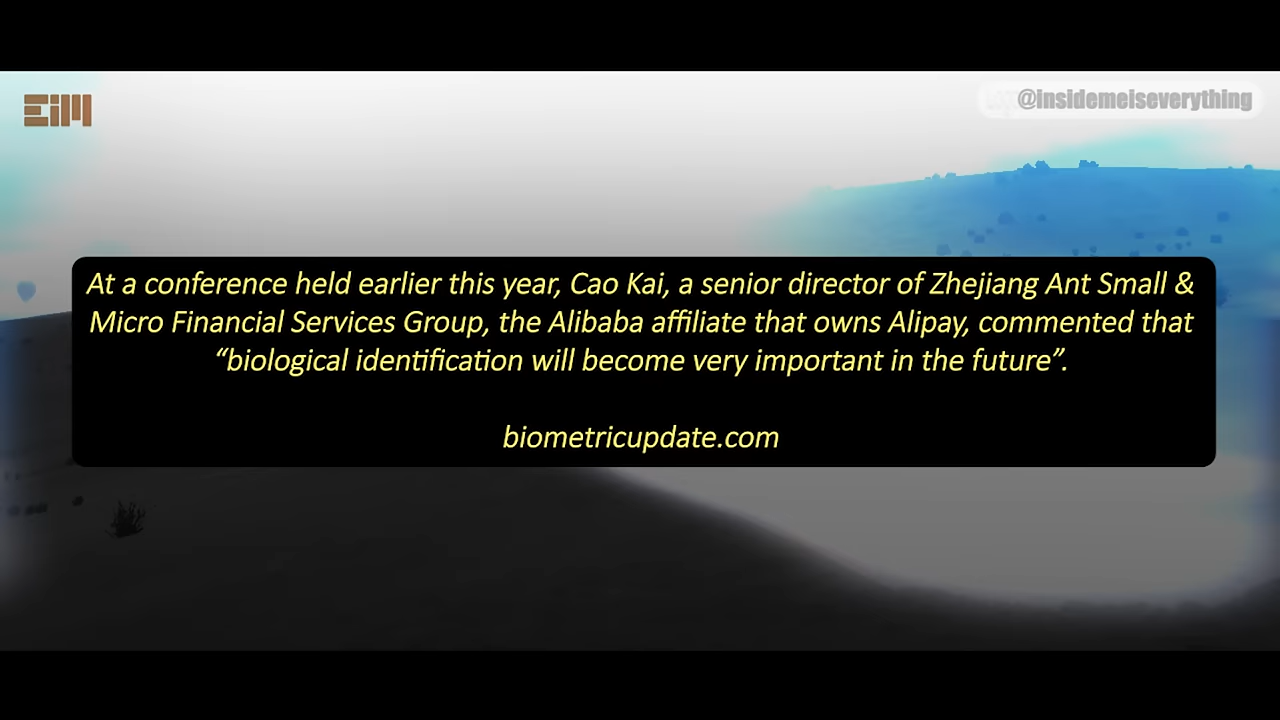 EiM
@insidemeiseverything
At a conference held earlier this year, Cao Kai, a senior director of Zhejiang Ant Small &
Micro Financial Services Group, the Alibaba affiliate that owns Alipay, commented that
“biological identification will become very important in the future”.
biometricupdate.com